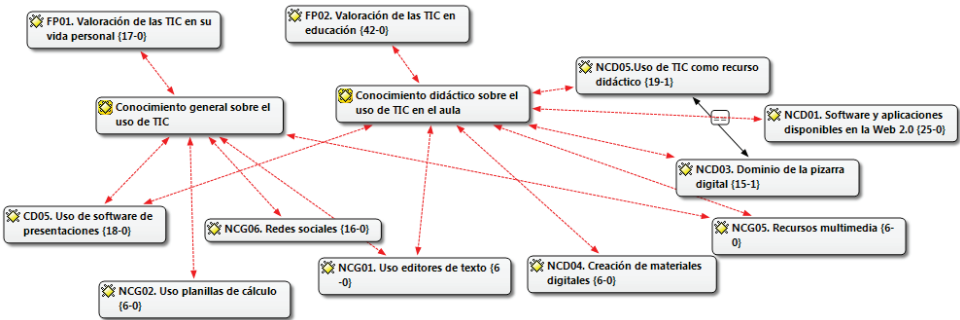 FP01. Valoración de las TIC en su
vida personal {17-0}
FP02. Valoración de las TIC en
educación {42-0}
NCD05.Uso de TIC como recurso
didáctico {19-1}
Conocimiento general sobre el
uso de TIC
Conocimiento didáctico sobre el
uso de TIC en el aula
NCD01. Software y aplicaciones
disponibles en la Web 2.0 {25-0}
==
NCD03. Dominio de la pizarra
digital {15-1}
CD05. Uso de software de
presentaciones {18-0}
NCG06. Redes sociales {16-0}
NCG05. Recursos multimedia {6-
0}
NCG01. Uso editores de texto {6
-0}
NCD04. Creación de materiales
digitales {6-0}
NCG02. Uso planillas de cálculo
{6-0}